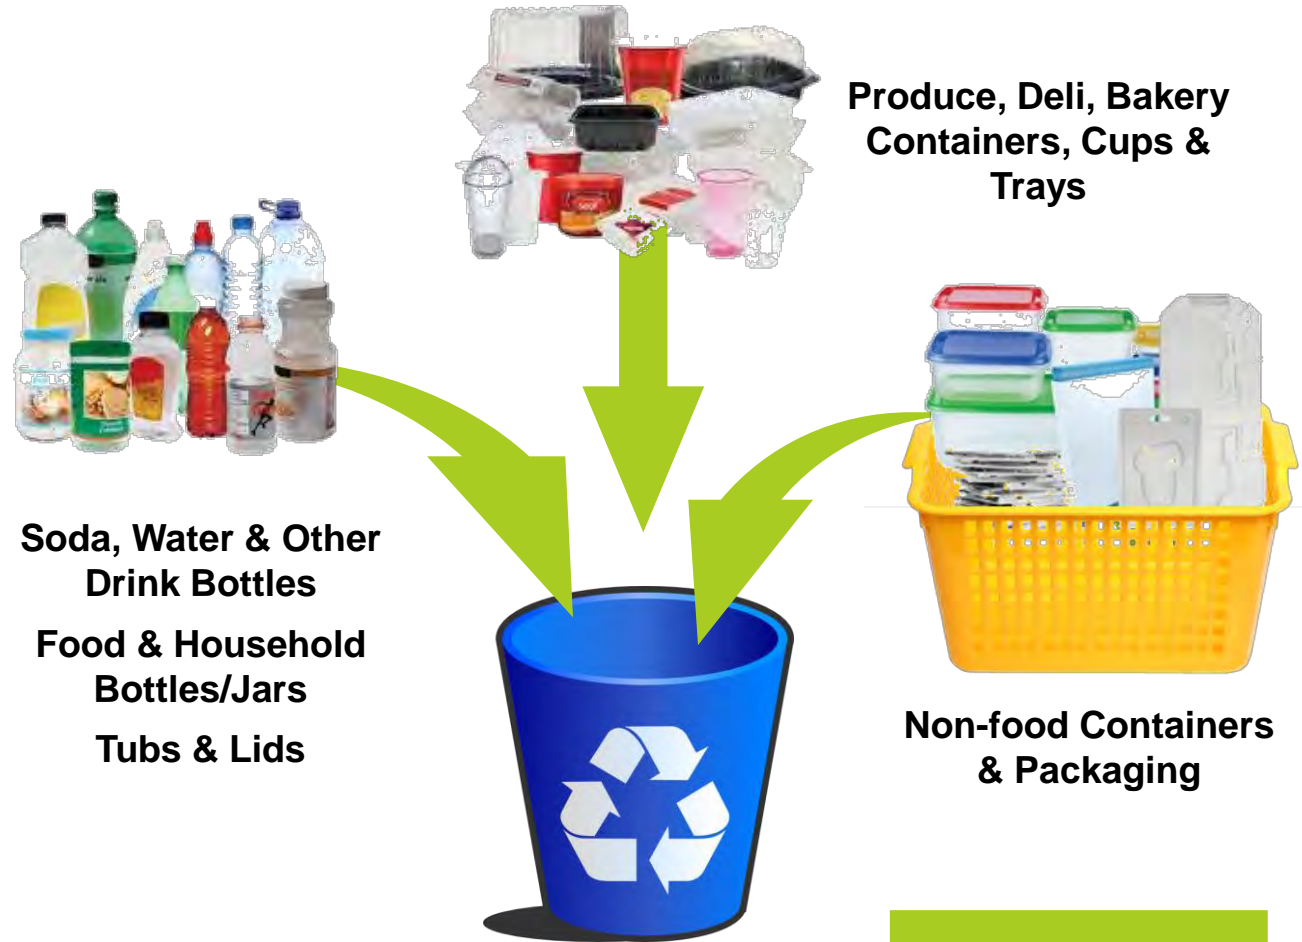 Produce, Deli, Bakery
Containers, Cups &
Trays
Soda, Water & Other
Drink Bottles
Food & Household
Bottles/Jars
Tubs & Lids
Non-food Containers
& Packaging